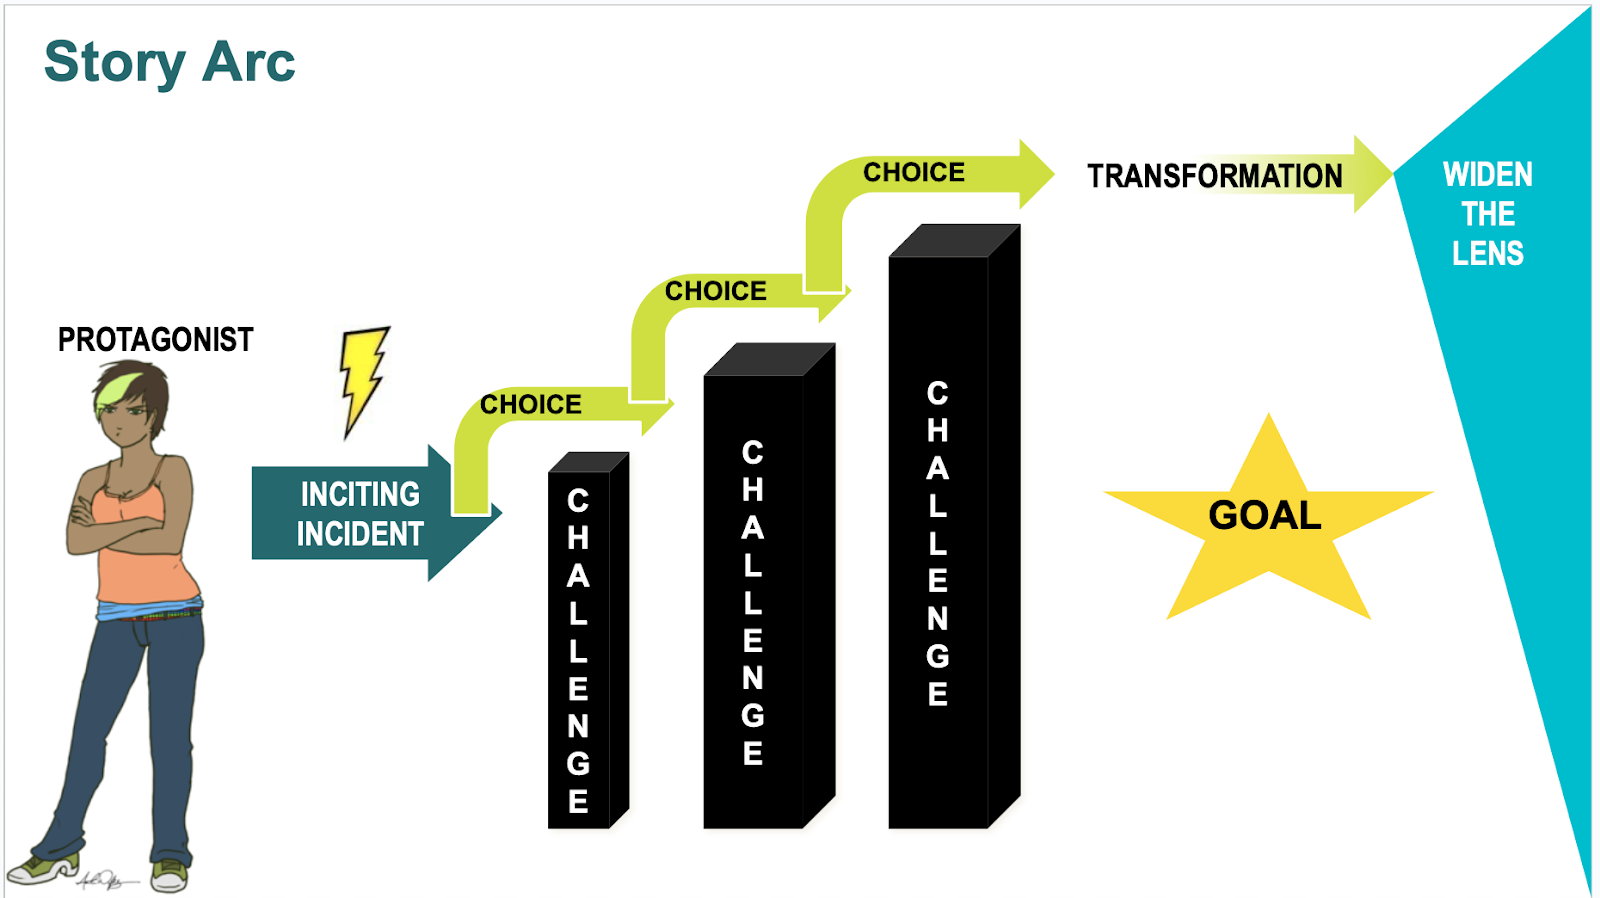 Story Arc
PROTAGONIST
INCITING
INCIDENT
CHOICE
CHALLENGE
CHOICE
CHALLENGE
CHOICE
CHALLENGE
TRANSFORMATION
GOAL
WIDEN
THE
LENS